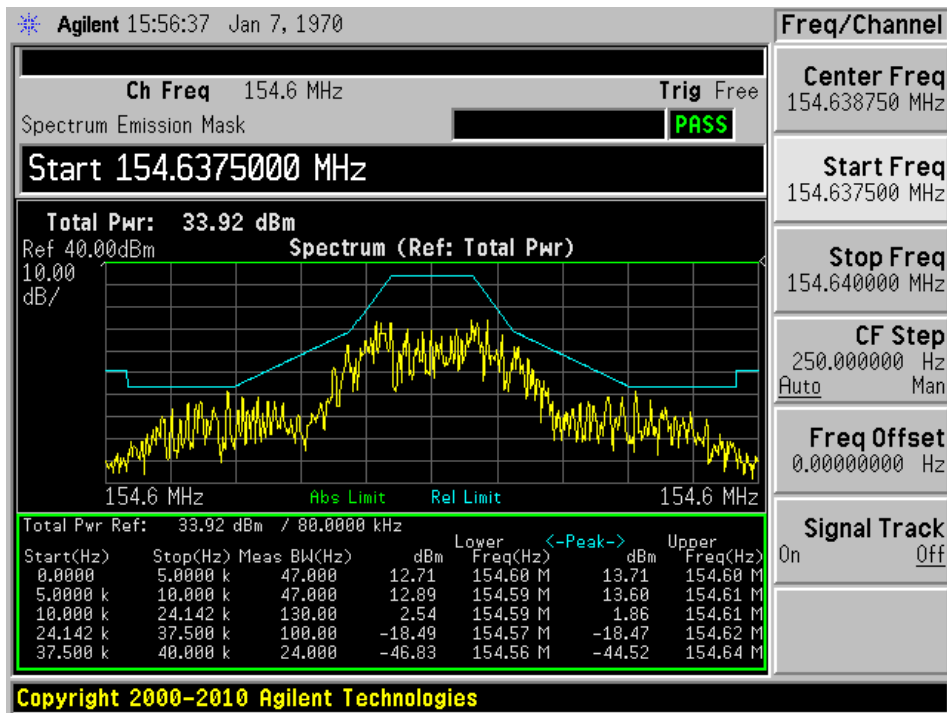 Agilent 15:56:37 Jan 7, 1970
Freq/Channel
Ch Freq 154.6 MHz Trig Free
Spectrum Emission Mask PASS
Start 154.6375000 MHz
Total Pwr: 33.92 dBm
Ref 40.00dBm Spectrum (Ref: Total Pwr)
10.00
dB/
154.6 MHz Abs Limit Rel Limit 154.6 MHz
Total Pwr Ref: 33.92 dBm / 80.0000 kHz
Lower <-Peak-> Upper
Start(Hz) Stop(Hz) Meas BW(Hz) dBm Freq(Hz) dBm Freq(Hz)
0.0000 5.0000 k 47.000 12.71 154.60 M 13.71 154.60 M
5.0000 k 10.000 k 47.000 12.89 154.59 M 13.60 154.61 M
10.000 k 24.142 k 130.00 2.54 154.59 M 1.86 154.61 M
24.142 k 37.500 k 100.00 -18.49 154.57 M -18.47 154.62 M
37.500 k 40.000 k 24.000 -46.83 154.56 M -44.52 154.64 M
Center Freq
154.638750 MHz
Start Freq
154.637500 MHz
Stop Freq
154.640000 MHz
CF Step
250.000000 Hz
Auto Man
Freq Offset
0.00000000 Hz
Signal Track
On Off
Copyright 2000-2010 Agilent Technologies